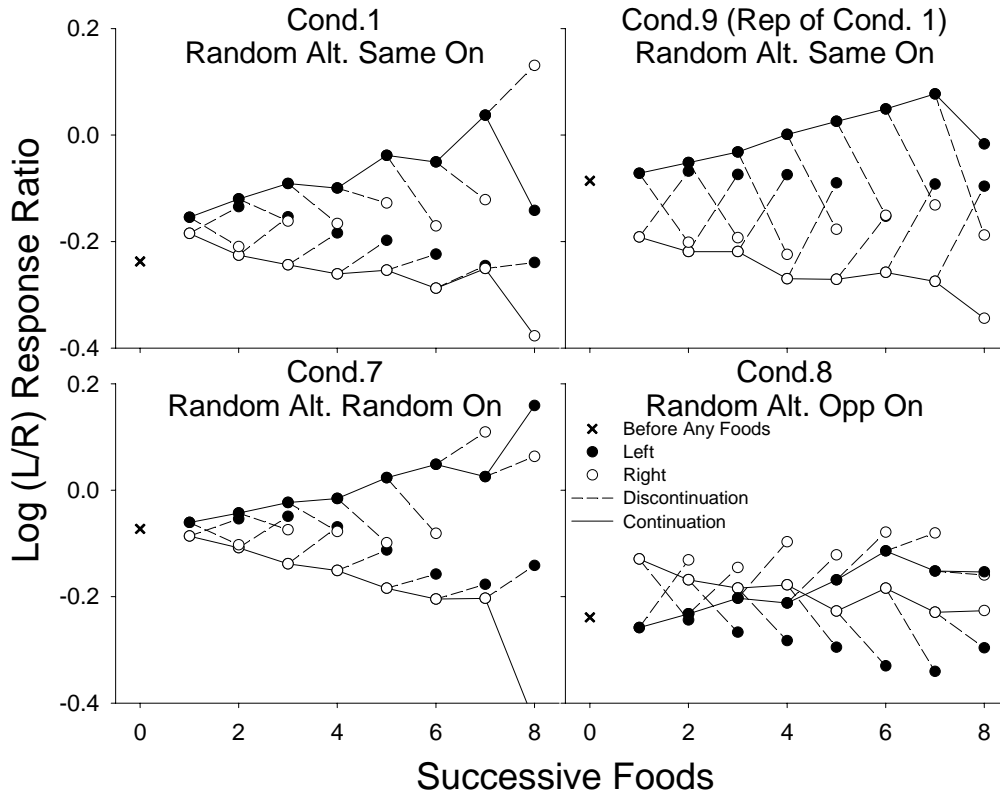 Cond.1
Random Alt. Same On
Cond.9 (Rep of Cond. 1)
Random Alt. Same On
0.2
0.0
-0.2
-0.4
Log (L/R) Response Ratio
Cond.7
Random Alt. Random On
Cond.8
Random Alt. Opp On
Before Any Foods
Left
Right
Discontinuation
Continuation
0.2
0.0
-0.2
-0.4
0 2 4 6 8
0 2 4 6 8
Successive Foods